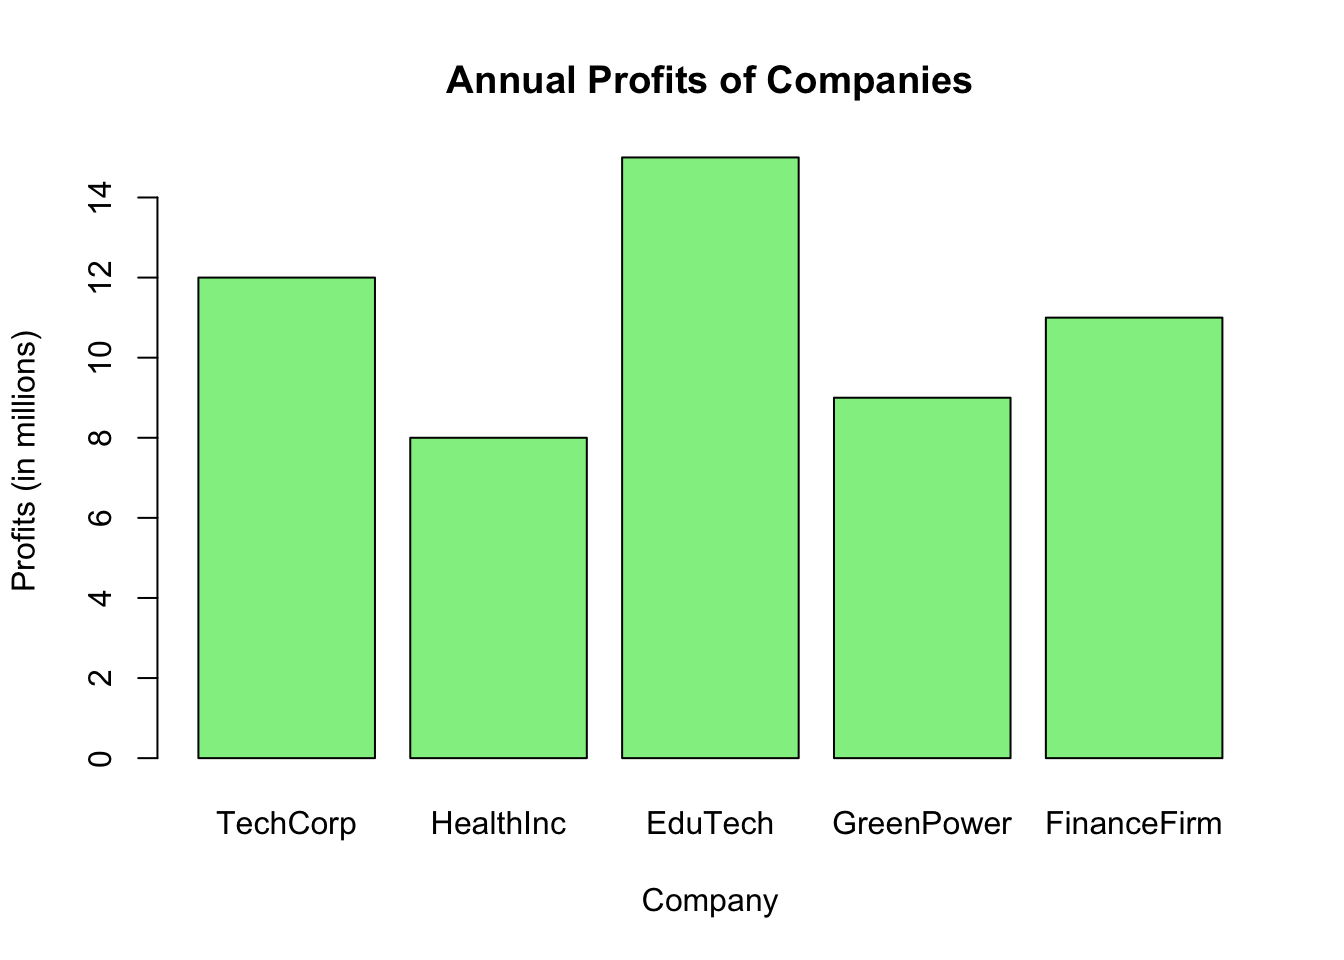 Annual Profits of Companies
Profits (in millions)
14
12
10
8
6
4
2
0
TechCorp HealthInc EduTech GreenPower FinanceFirm
Company